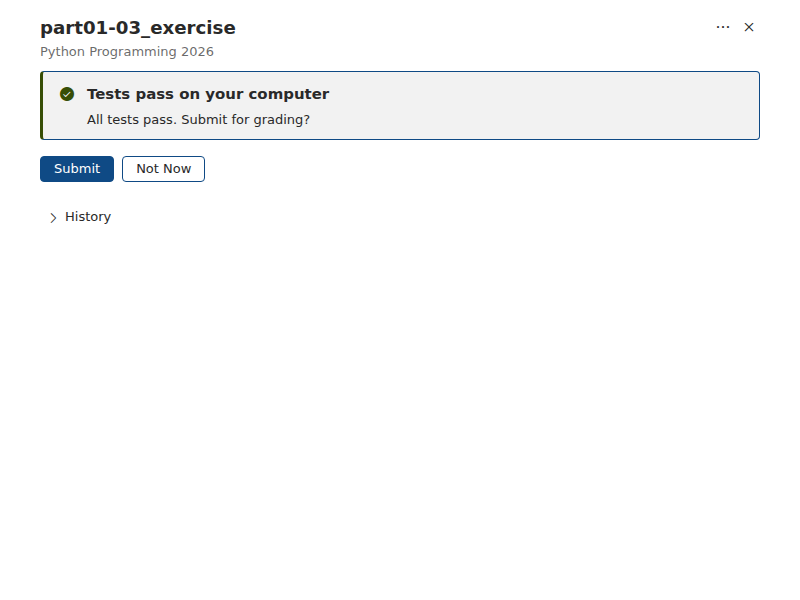 part01-03_exercise
Python Programming 2026
Tests pass on your computer
All tests pass. Submit for grading?
Submit
Not Now
History